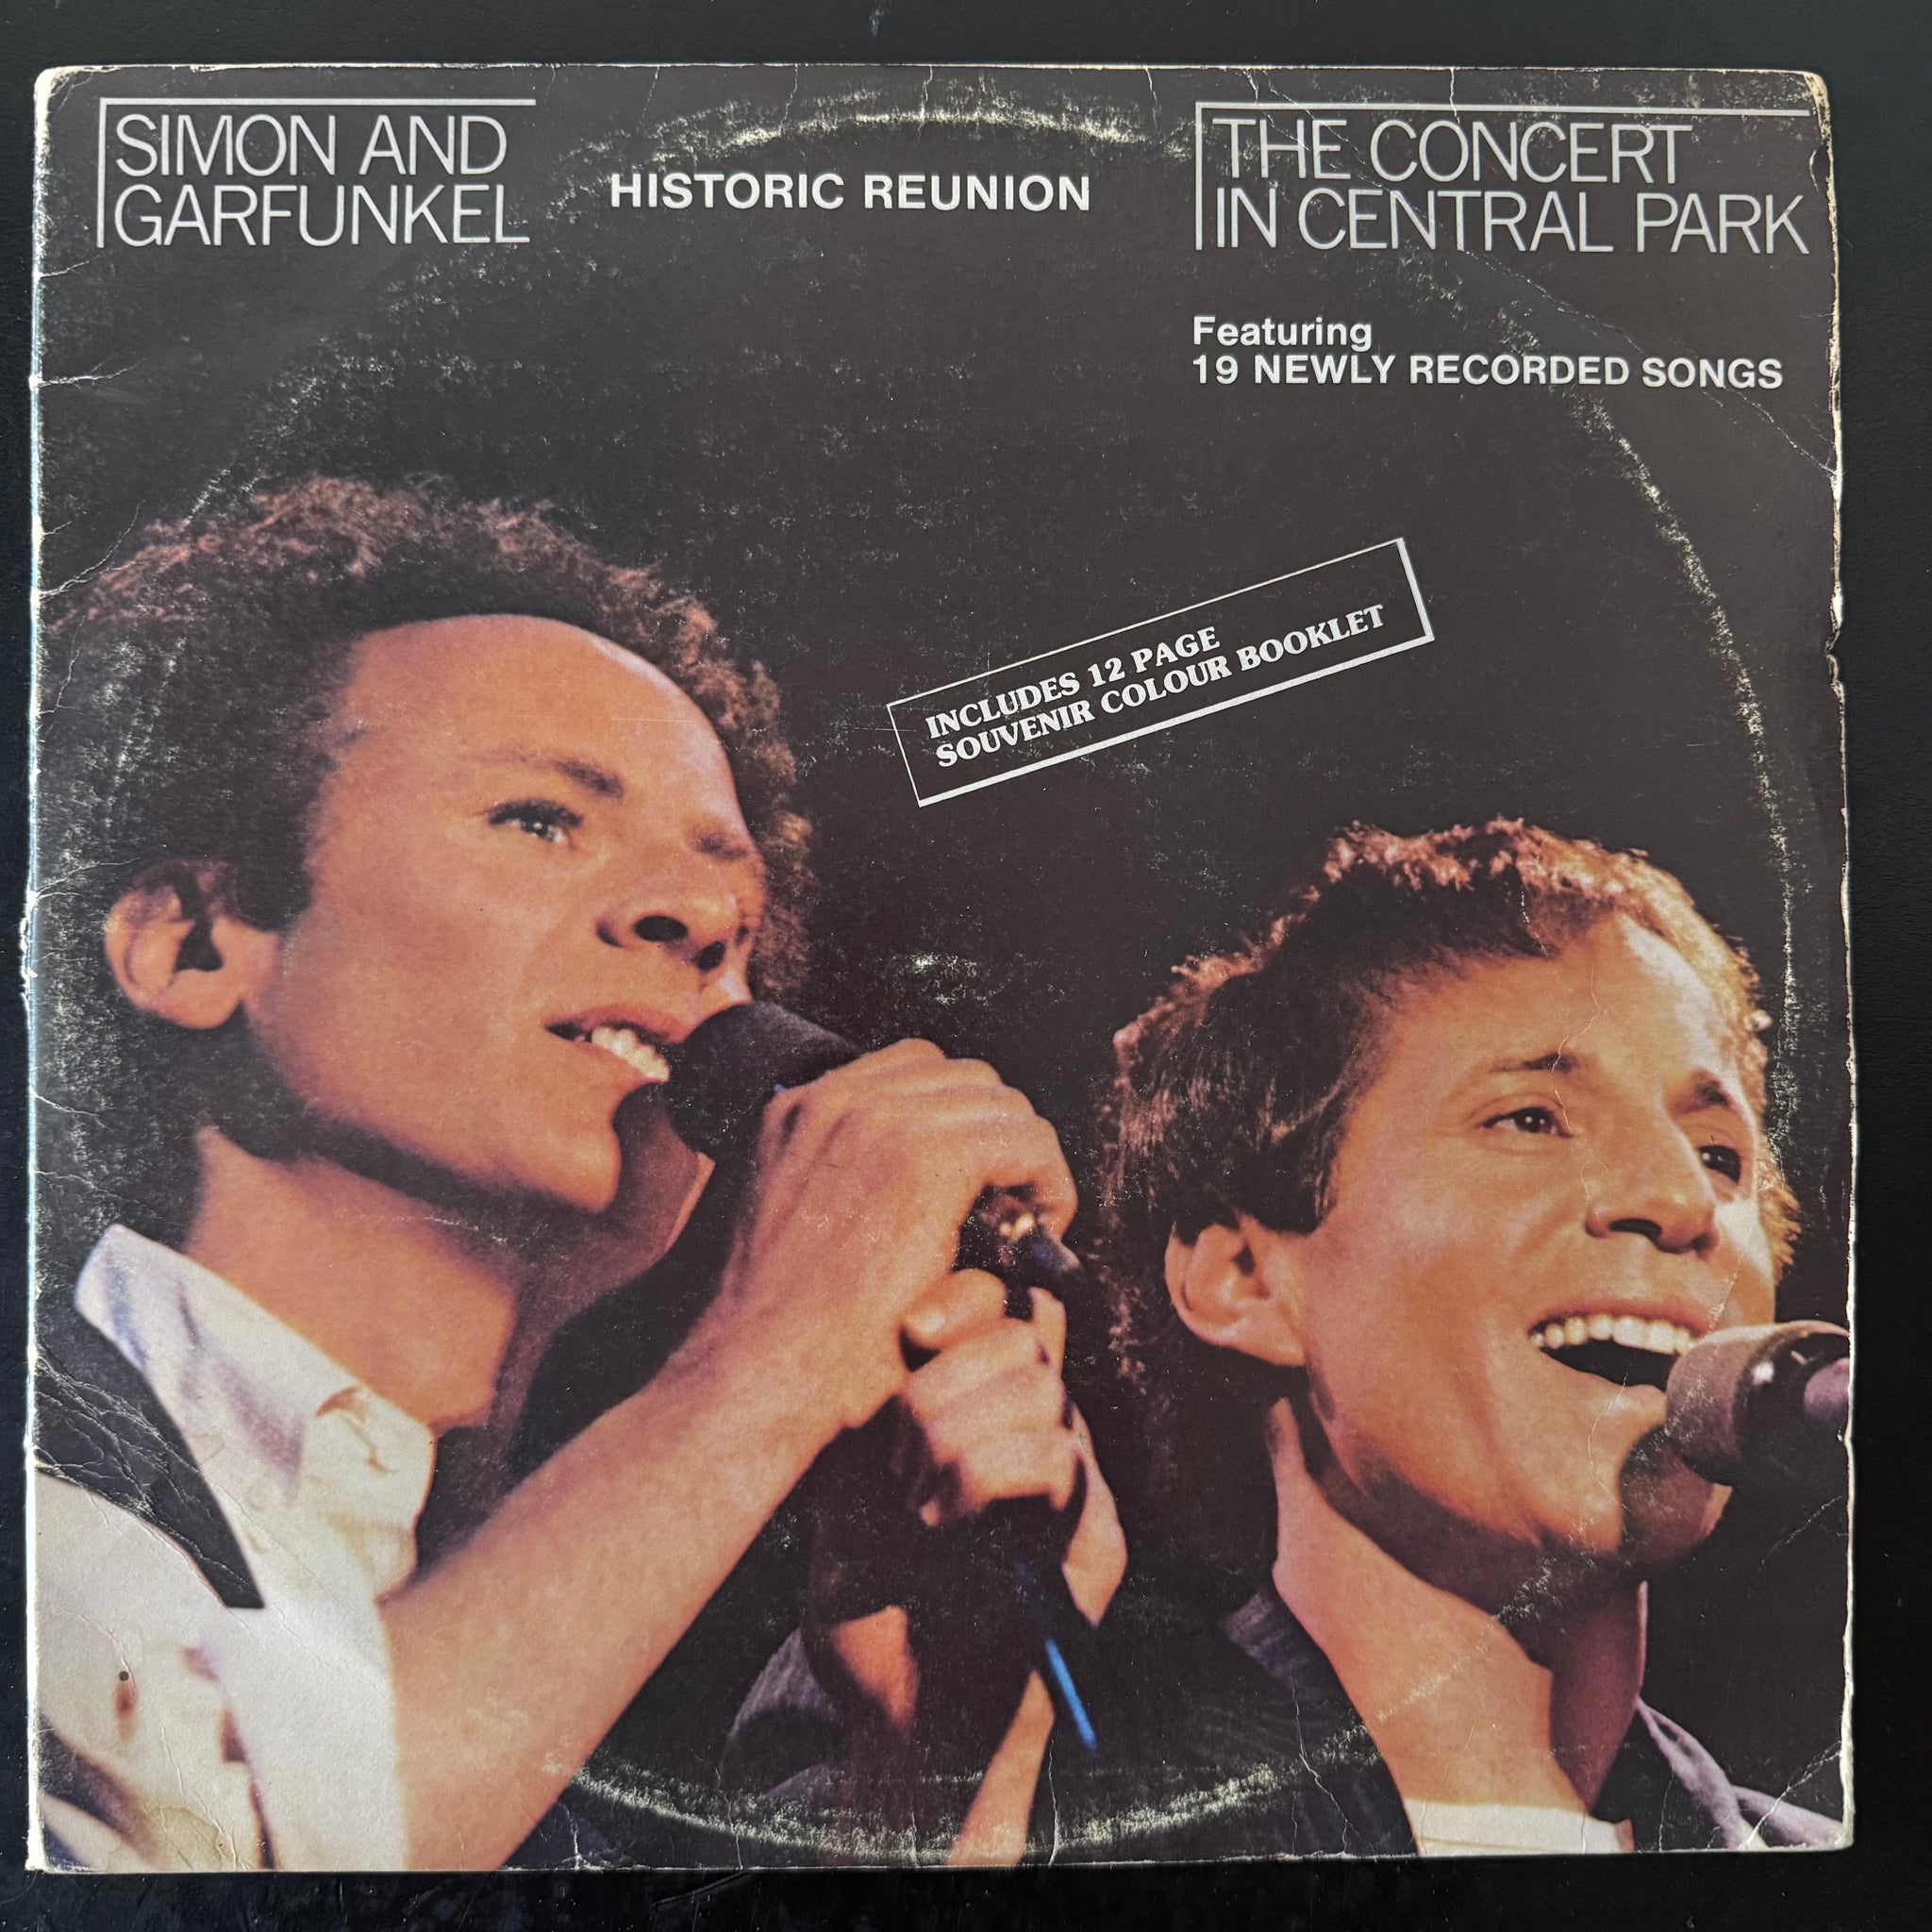 SIMON AND
GARFUNKEL
HISTORIC REUNION
THE CONCERT
IN CENTRAL PARK
Featuring
19 NEWLY RECORDED SONGS
INCLUDES 12 PAGE
SOUVENIR COLOUR BOOKLET